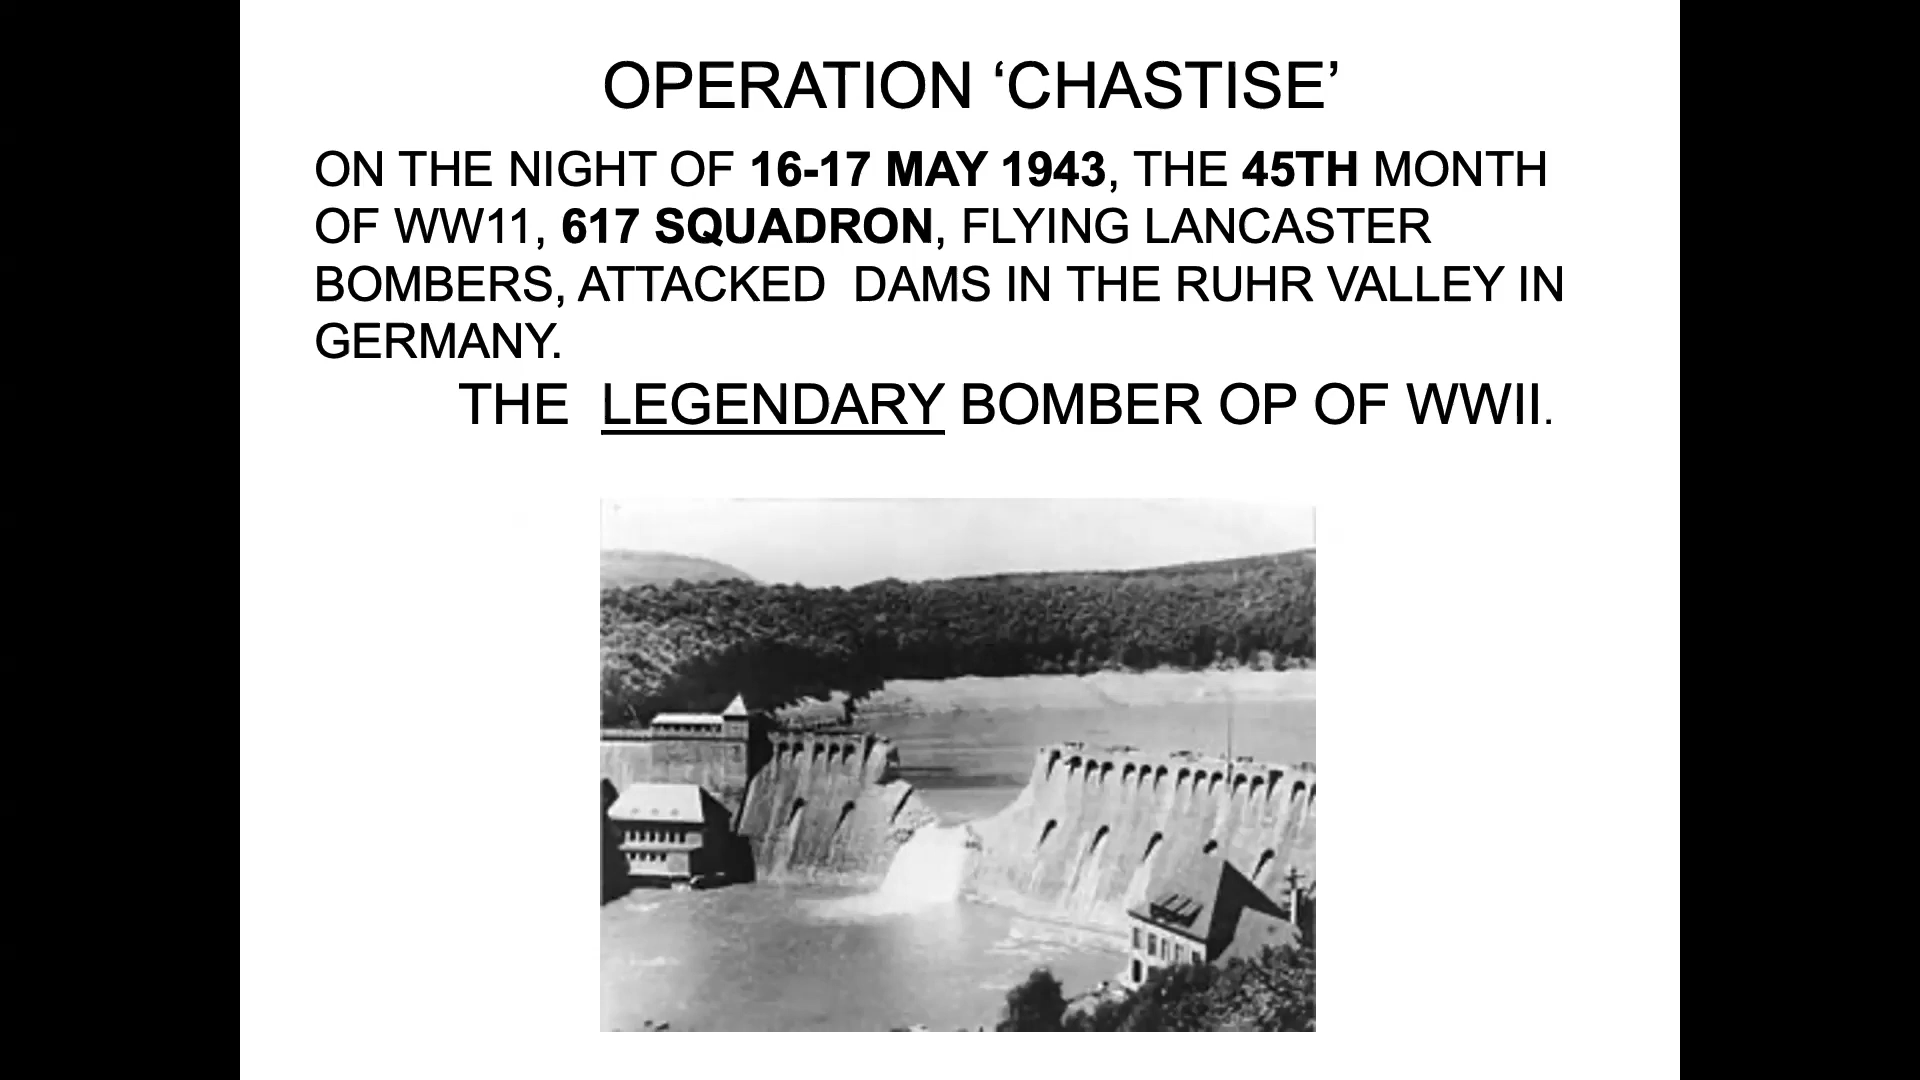 OPERATION ‘CHASTISE’
ON THE NIGHT OF 16-17 MAY 1943, THE 45TH MONTH
OF WW11, 617 SQUADRON, FLYING LANCASTER
BOMBERS, ATTACKED  DAMS IN THE RUHR VALLEY IN
GERMANY.
THE  LEGENDARY BOMBER OP OF WWII.